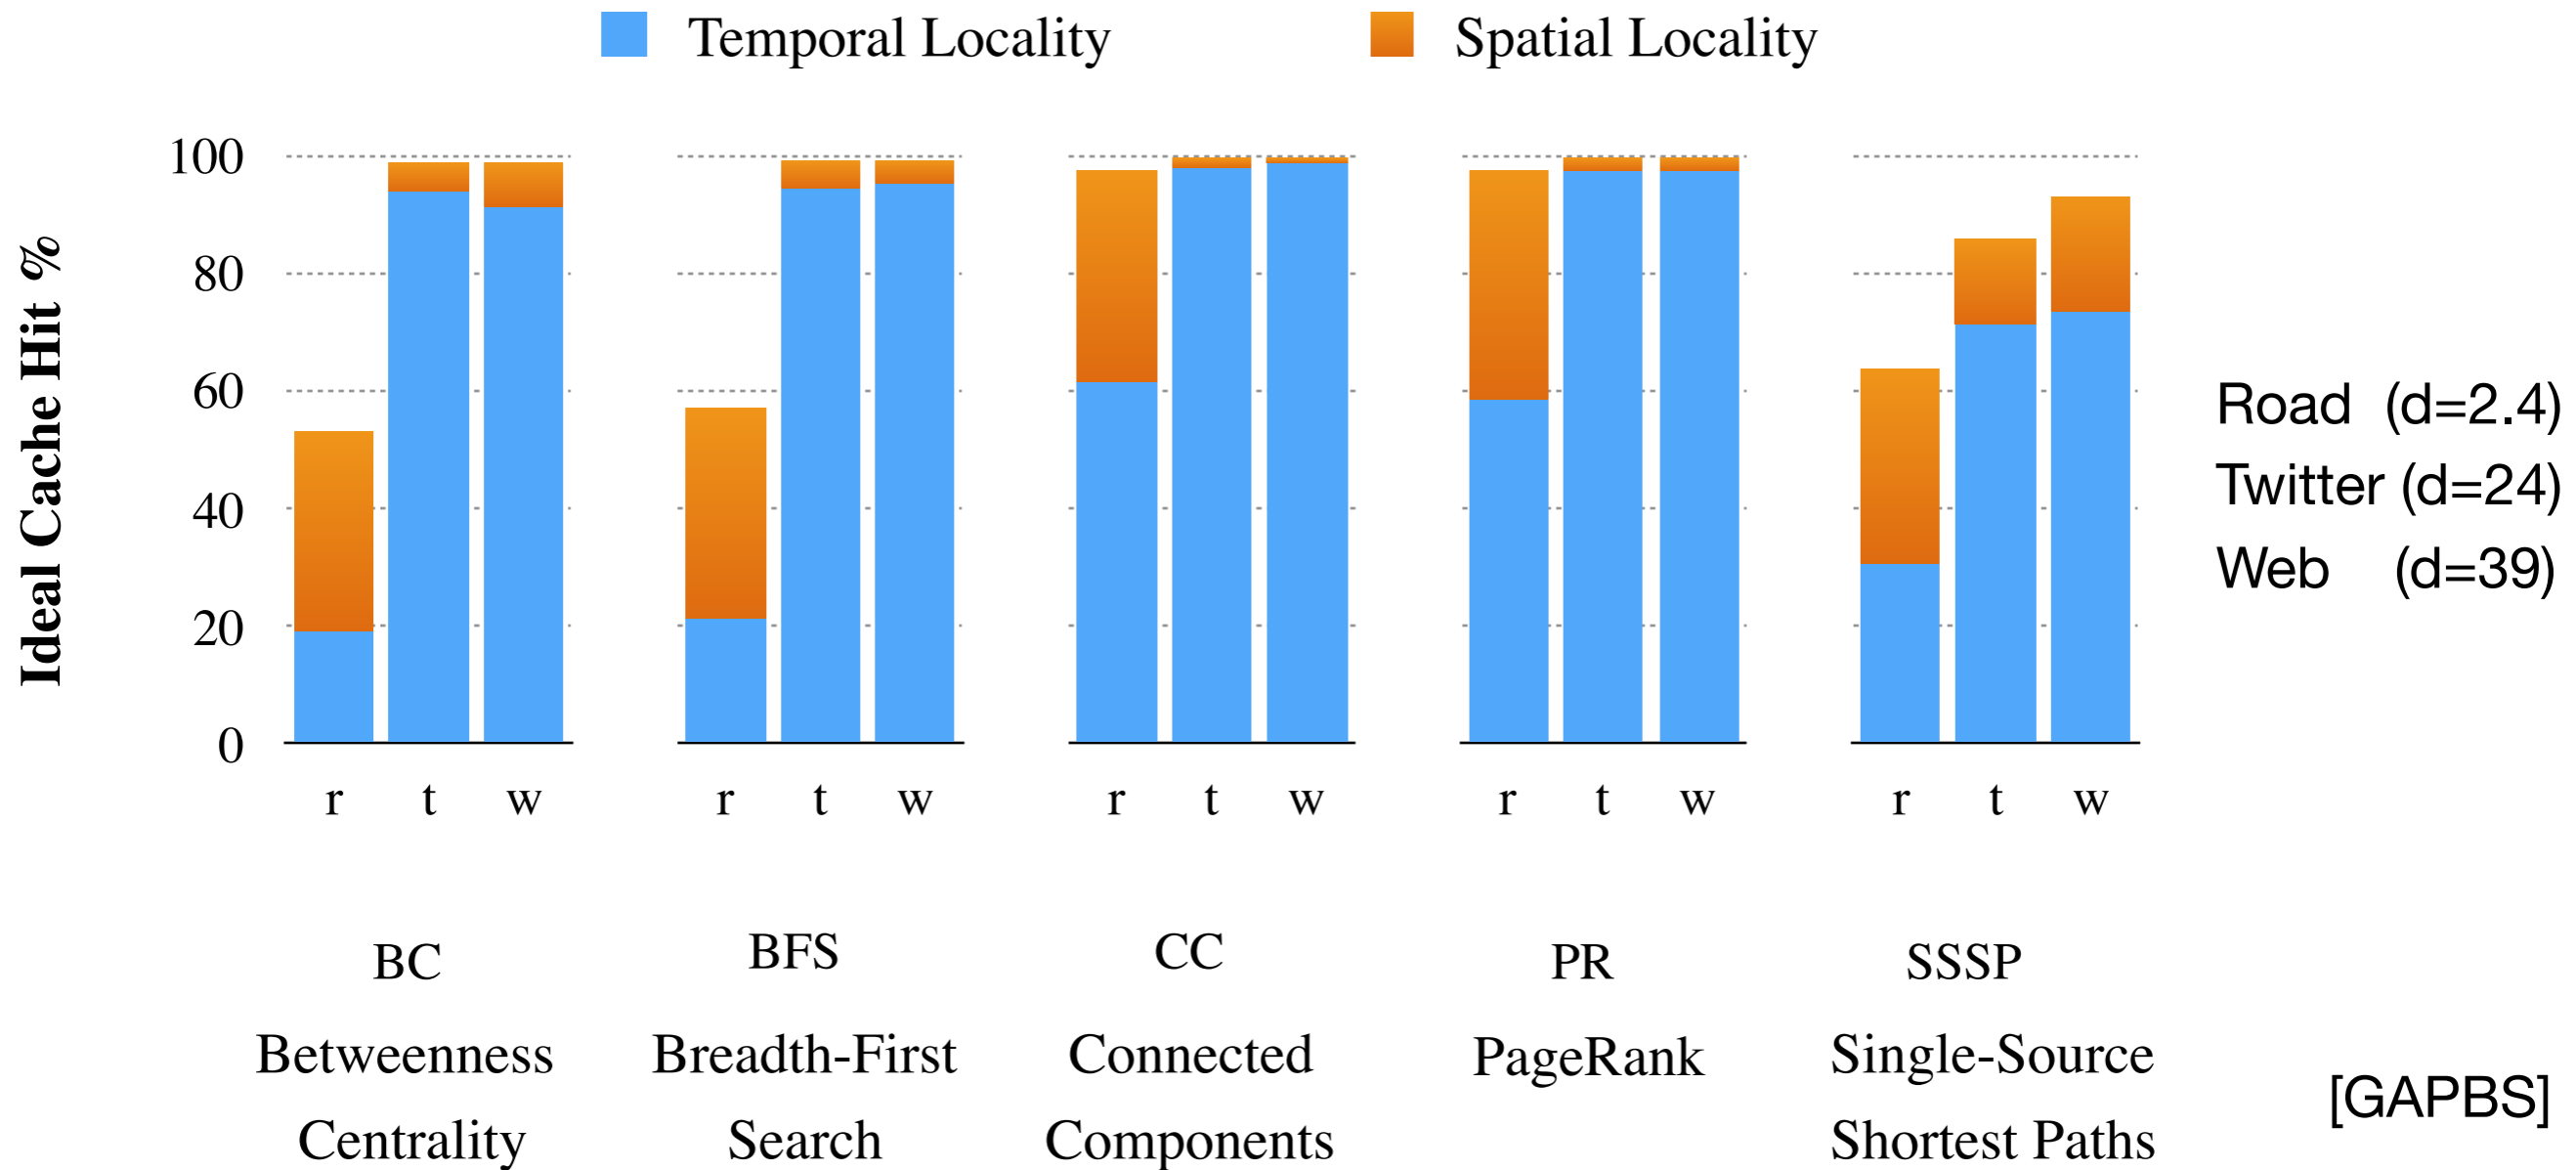 Temporal Locality Spatial Locality
Ideal Cache Hit %
100
80
60
40
20
0
r t w r t w r t w r t w r t w
Road (d=2.4)
Twitter (d=24)
Web (d=39)
BC BFS CC PR SSSP
Betweenness Breadth-First Connected PageRank Single-Source
Centrality Search Components Shortest Paths
[GAPBS]